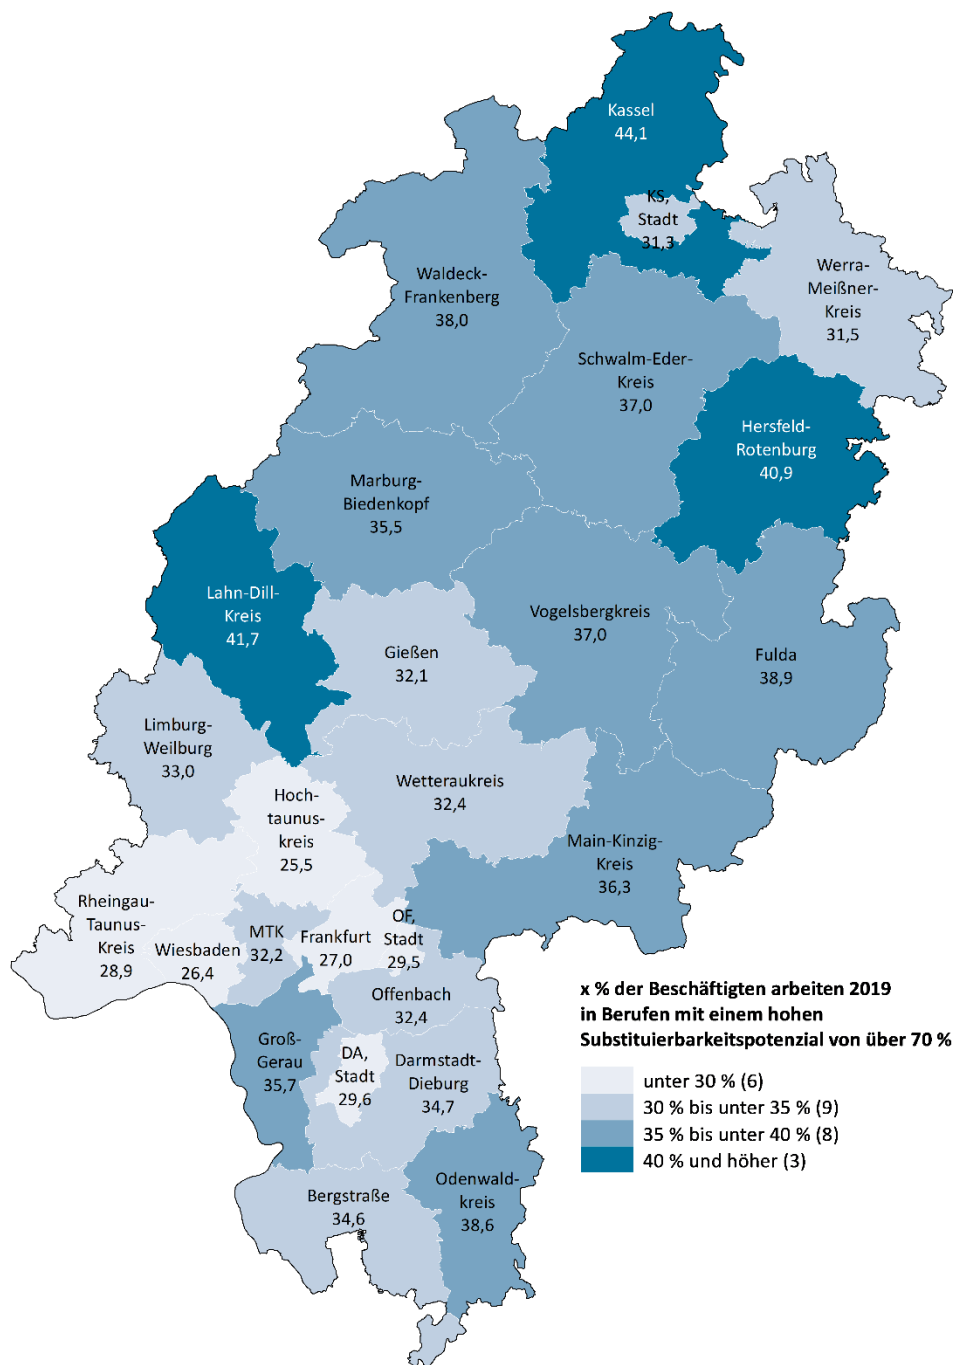 Kassel
44,1
KS,
Stadt
31,3
Werra-
Meißner-
Kreis
31,5
Waldeck-
Frankenberg
38,0
Schwalm-Eder-
Kreis
37,0
Hersfeld-
Rotenburg
40,9
Marburg-
Biedenkopf
35,5
Lahn-Dill-
Kreis
41,7
Vogelsbergkreis
37,0
Gießen
32,1
Fulda
38,9
Limburg-
Weilburg
33,0
Wetteraukreis
32,4
Hoch-
taunus-
kreis
25,5
Main-Kinzig-
Kreis
36,3
Rheingau-
Taunus-
Kreis
28,9
Wiesbaden
26,4
MTK
32,2
Frankfurt
27,0
OF,
Stadt
29,5
Offenbach
32,4
Groß-
Gerau
35,7
DA,
Stadt
29,6
Darmstadt-
Dieburg
34,7
Bergstraße
34,6
Odenwald-
kreis
38,6
x % der Beschäftigten arbeiten 2019
in Berufen mit einem hohen
Substituierbarkeitspotenzial von über 70 %
unter 30 % (6)
30 % bis unter 35 % (9)
35 % bis unter 40 % (8)
40 % und höher (3)